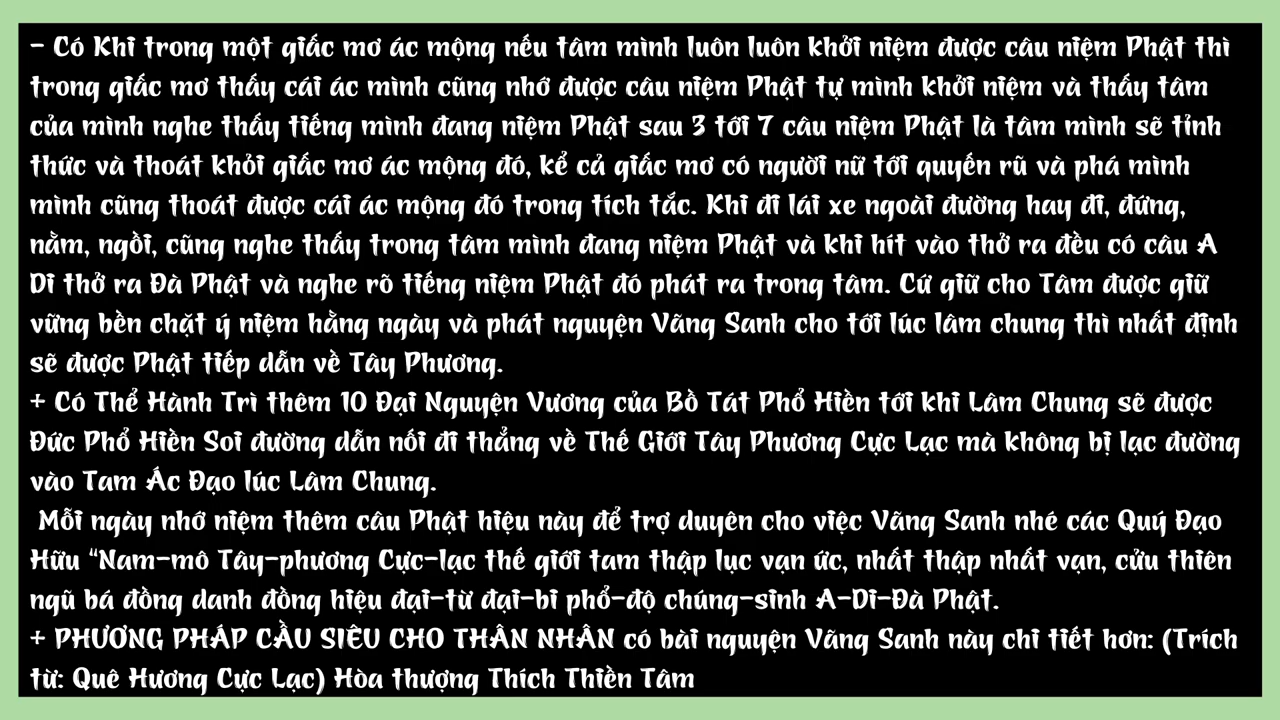 - Có Khi trong một giấc mơ ác mộng nếu tâm mình luôn luôn khởi niệm được câu niệm Phật thì
trong giấc mơ thấy cái ác mình cũng nhớ được câu niệm Phật tự mình khởi niệm và thấy tâm
của mình nghe thấy tiếng mình đang niệm Phật sau 3 tới 7 câu niệm Phật là tâm mình sẽ tỉnh
thức và thoát khỏi giấc mơ ác mộng đó, kể cả giấc mơ có người nữ tới quyến rũ và phá mình
mình cũng thoát được cái ác mộng đó trong tích tắc. Khi đi lái xe ngoài đường hay đi, đứng,
nằm, ngồi, cũng nghe thấy trong tâm mình đang niệm Phật và khi hít vào thở ra đều có câu A
Di thở ra Đà Phật và nghe rõ tiếng niệm Phật đó phát ra trong tâm. Cứ giữ cho Tâm được giữ
vững bền chặt ý niệm hằng ngày và phát nguyện Vãng Sanh cho tới lúc lâm chung thì nhất định
sẽ được Phật tiếp dẫn về Tây Phương.
+ Có Thể Hành Trì thêm 10 Đại Nguyện Vương của Bồ Tát Phổ Hiền tới khi Lâm Chung sẽ được
Đức Phổ Hiền Soi đường dẫn nối đi thẳng về Thế Giới Tây Phương Cực Lạc mà không bị lạc đường
vào Tam Ác Đạo lúc Lâm Chung.
Mỗi ngày nhớ niệm thêm câu Phật hiệu này để trợ duyên cho việc Vãng Sanh nhé các Quý Đạo
Hữu "Nam-mô Tây-phương Cực-lạc thế giới tam thập lục vạn ức, nhất thập nhất vạn, cửu thiên
ngũ bá đồng danh đồng hiệu đại-từ đại-bi phổ-độ chúng-sinh A-Di-Đà Phật.
+ PHƯƠNG PHÁP CẦU SIÊU CHO THÂN NHÂN có bài nguyện Vãng Sanh này chi tiết hơn: (Trích
từ: Quê Hương Cực Lạc) Hòa thượng Thích Thiền Tâm